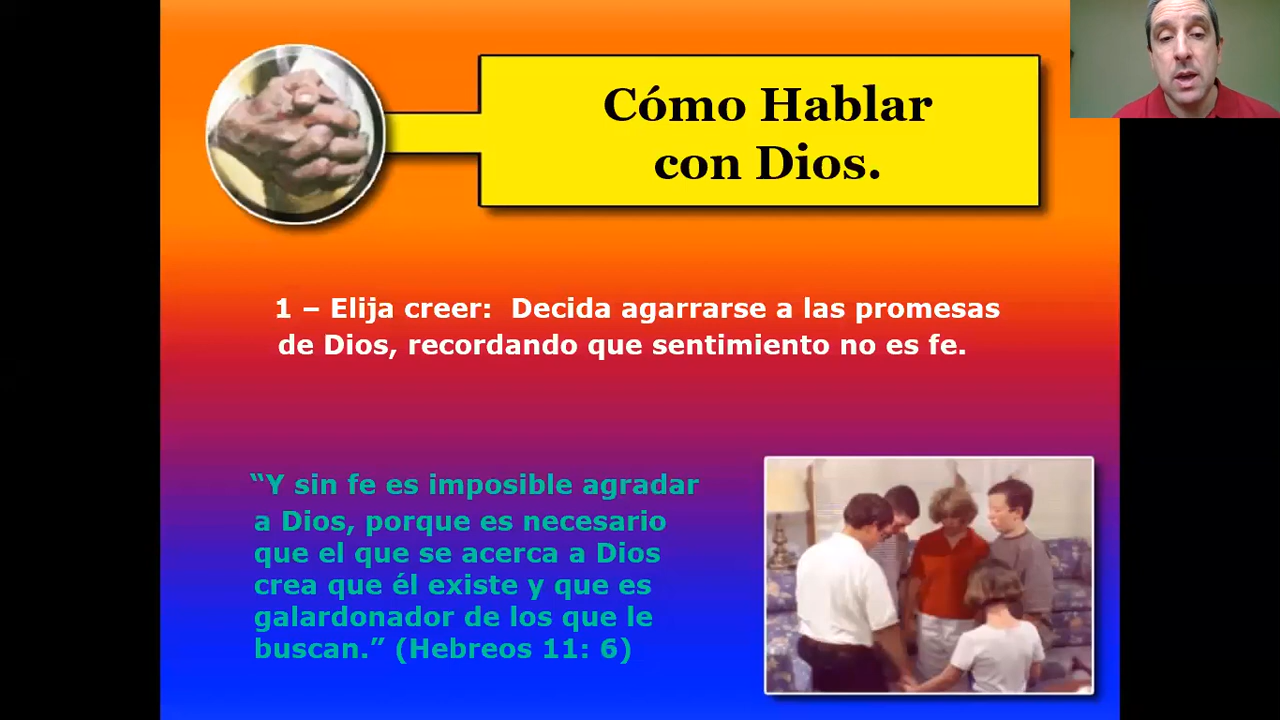 Cómo Hablar
con Dios.
1 – Elija creer: Decida agarrarse a las promesas
de Dios, recordando que sentimiento no es fe.
“Y sin fe es imposible agradar
a Dios, porque es necesario
que el que se acerca a Dios
crea que él existe y que es
galardonador de los que le
buscan.” (Hebreos 11: 6)